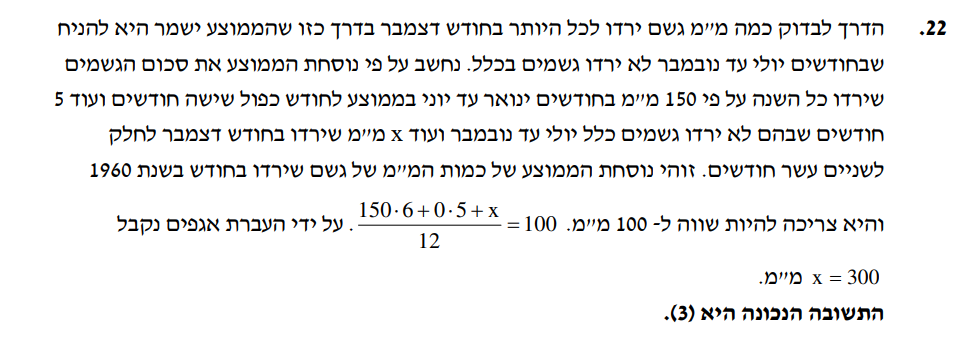 22. הדרך לבדוק כמה מ״מ גשם ירדו לכל היותר בחודש דצמבר בדרך כזו שהממוצע ישמר היא להניח
שבחודשים יולי עד נובמבר לא ירדו גשמים בכלל. נחשב על פי נוסחת הממוצע את סכום הגשמים
שירדו כל השנה על פי 150 מ״מ בחודשים ינואר עד יוני בממוצע לחודש כפול שישה חודשים ועוד 5
חודשים שבהם לא ירדו גשמים כלל יולי עד נובמבר ועוד x מ״מ שירדו בחודש דצמבר לחלק
לשניים עשר חודשים. זוהי נוסחת הממוצע של כמות המ״מ של גשם שירדו בחודש בשנת 1960
והיא צריכה להיות שווה ל- 100 מ״מ. (150·6+0·5+x)/12 = 100. על ידי העברת אגפים נקבל
x = 300 מ״מ.
התשובה הנכונה היא (3).